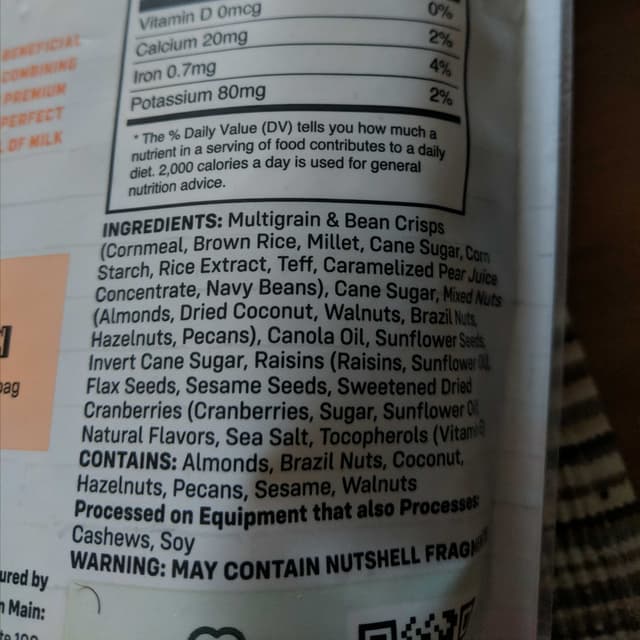 Vitamin D 0mcg 0%
Calcium 20mg 2%
Iron 0.7mg 4%
Potassium 80mg 2%
* The % Daily Value (DV) tells you how much a
nutrient in a serving of food contributes to a daily
diet. 2,000 calories a day is used for general
nutrition advice.
BENEFICIAL
COMBINING
PREMIUM
PERFECT
OF MILK
INGREDIENTS: Multigrain & Bean Crisps
(Cornmeal, Brown Rice, Millet, Cane Sugar, Corn
Starch, Rice Extract, Teff, Caramelized Pear Juice
Concentrate, Navy Beans), Cane Sugar, Mixed Nuts
(Almonds, Dried Coconut, Walnuts, Brazil Nuts,
Hazelnuts, Pecans), Canola Oil, Sunflower Seeds,
Invert Cane Sugar, Raisins (Raisins, Sunflower
Flax Seeds, Sesame Seeds, Sweetened Dried
Cranberries (Cranberries, Sugar, Sunflower
Natural Flavors, Sea Salt, Tocopherols
CONTAINS: Almonds, Brazil Nuts, Coconut,
Hazelnuts, Pecans, Sesame, Walnuts
Processed on Equipment that also Processes
Cashews, Soy
WARNING: MAY CONTAIN NUTSHELL
by
Main: